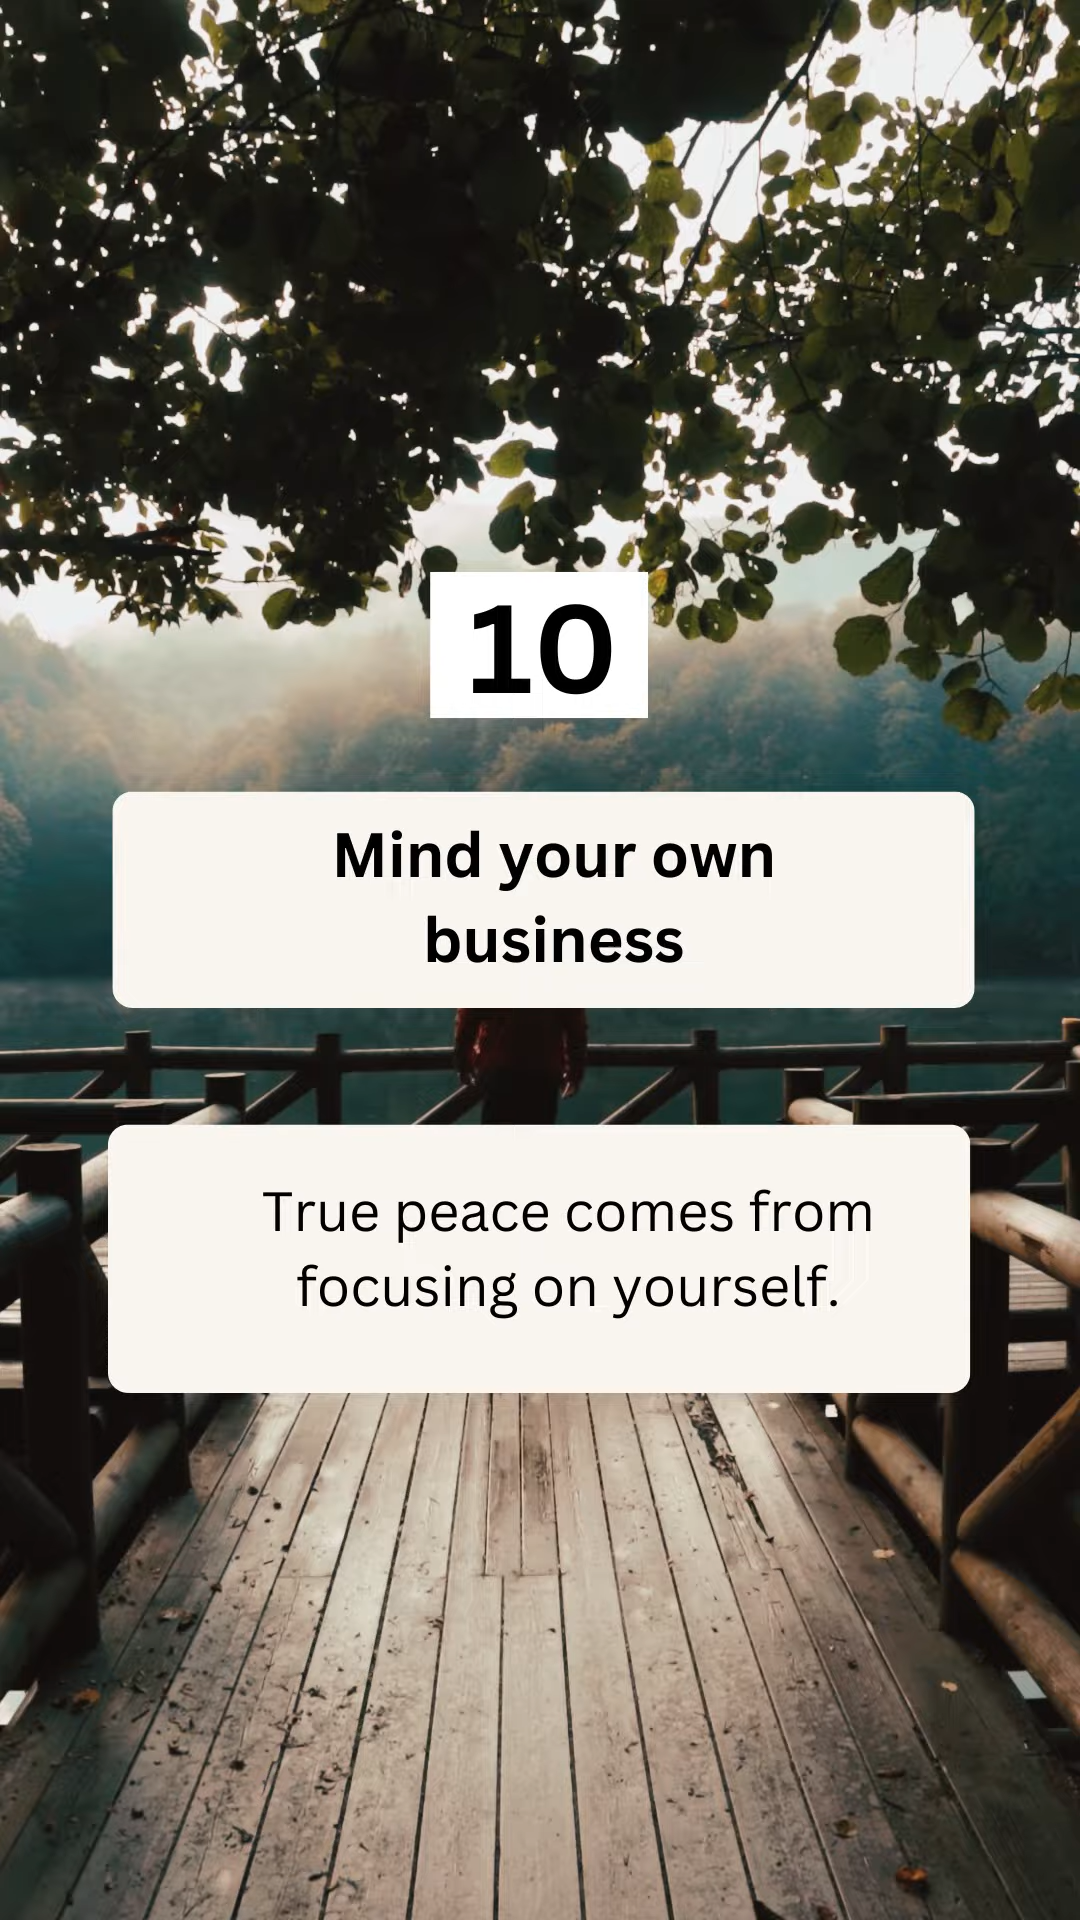 10
Mind your own
business
True peace comes from
focusing on yourself.